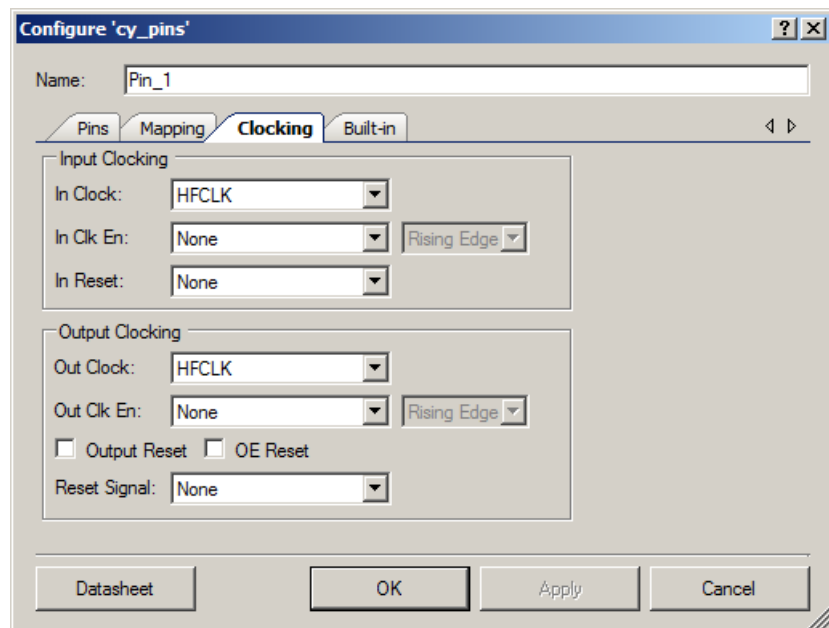 Configure 'cy_pins'
Name: Pin_1
Pins Mapping Clocking Built-in
Input Clocking
In Clock: HFCLK
In Clk En: None Rising Edge
In Reset: None
Output Clocking
Out Clock: HFCLK
Out Clk En: None Rising Edge
Output Reset OE Reset
Reset Signal: None
Datasheet OK Apply Cancel